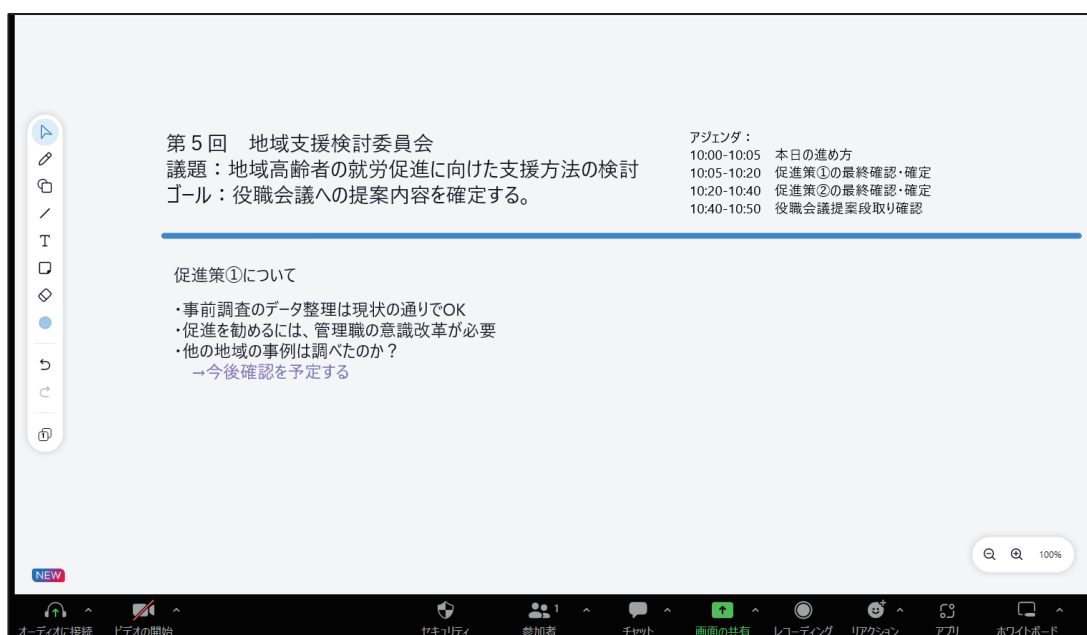 第5回　地域支援検討委員会
議題：地域高齢者の就労促進に向けた支援方法の検討
ゴール：役職会議への提案内容を確定する。
アジェンダ：
10:00-10:05　本日の進め方
10:05-10:20　促進策①の最終確認・確定
10:20-10:40　促進策②の最終確認・確定
10:40-10:50　役職会議提案段取り確認
促進策①について
・事前調査のデータ整理は現状の通りでOK
・促進を勧めるには、管理職の意識改革が必要
・他の地域の事例は調べたのか？
→今後確認を予定する
T
1
100%
NEW
1
オーディオに接続　ビデオの開始　セキュリティ　参加者　チャット　画面の共有　レコーディング　リアクション　アプリ　ホワイトボード